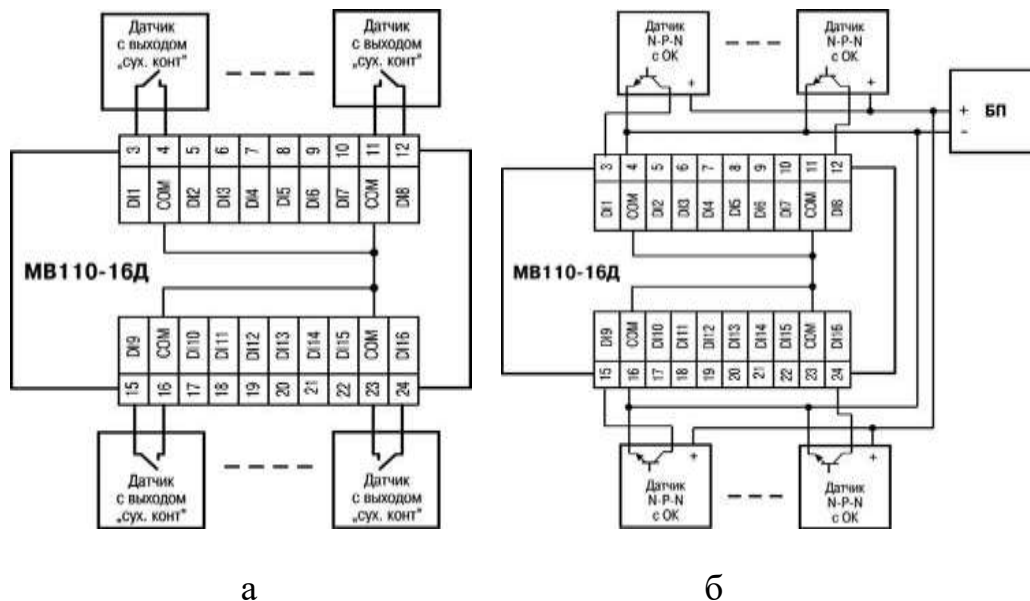 Датчик
с выходом
„сух. конт"
Датчик
с выходом
„сух. конт"
3 4 5 6 7 8 9 10 11 12
DI1 COM DI2 DI3 DI4 DI5 DI6 DI7 COM DI8
МВ110-16Д
DI9 COM DI10 DI11 DI12 DI13 DI14 DI15 COM DI16
15 16 17 18 19 20 21 22 23 24
Датчик
с выходом
„сух. конт"
Датчик
с выходом
„сух. конт"
а
Датчик
N-P-N
с ОК
+
Датчик
N-P-N
с ОК
+
+ БП
-
3 4 5 6 7 8 9 10 11 12
DI1 COM DI2 DI3 DI4 DI5 DI6 DI7 COM DI8
МВ110-16Д
DI9 COM DI10 DI11 DI12 DI13 DI14 DI15 COM DI16
15 16 17 18 19 20 21 22 23 24
+
Датчик
N-P-N
с ОК
+
Датчик
N-P-N
с ОК
б